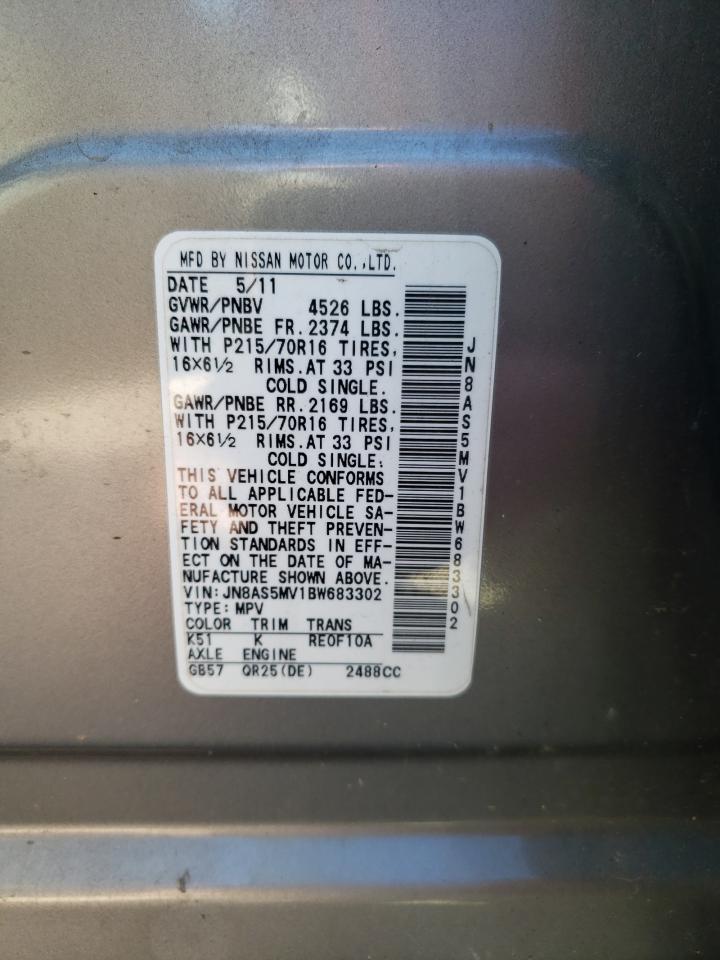 MFD BY NISSAN MOTOR CO.,LTD.
DATE 5/11
GVWR/PNBV 4526 LBS.
GAWR/PNBE FR. 2374 LBS.
WITH P215/70R16 TIRES,
16X6½ RIMS. AT 33 PSI
COLD SINGLE.
GAWR/PNBE RR. 2169 LBS.
WITH P215/70R16 TIRES,
16X6½ RIMS. AT 33 PSI
COLD SINGLE.
THIS VEHICLE CONFORMS
TO ALL APPLICABLE FED-
ERAL MOTOR VEHICLE SA-
FETY AND THEFT PREVEN-
TION STANDARDS IN EFF-
ECT ON THE DATE OF MA-
NUFACTURE SHOWN ABOVE.
VIN: JN8AS5MV1BW683302
TYPE: MPV
COLOR TRIM TRANS
K51 K RE0F10A
AXLE ENGINE
GB57 QR25(DE) 2488CC
JN8AS5MV1BW683302